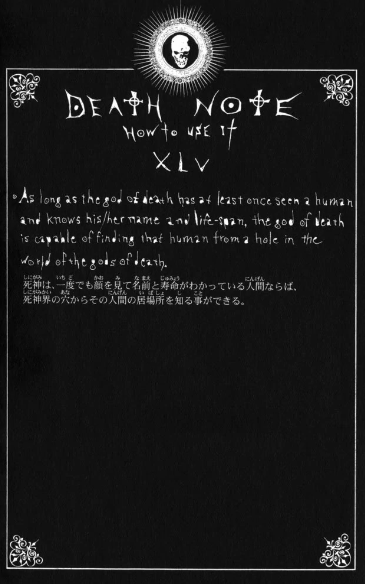 DEATH NOTE
How to USE It
XLV
As long as the god of death has at least once seen a human
and knows his/her name and life-span, the god of death
is capable of finding that human from a hole in the
world of the gods of death.
死神は、一度でも顔を見て名前と寿命がわかっている人間ならば、
死神界の穴からその人間の居場所を知る事ができる。